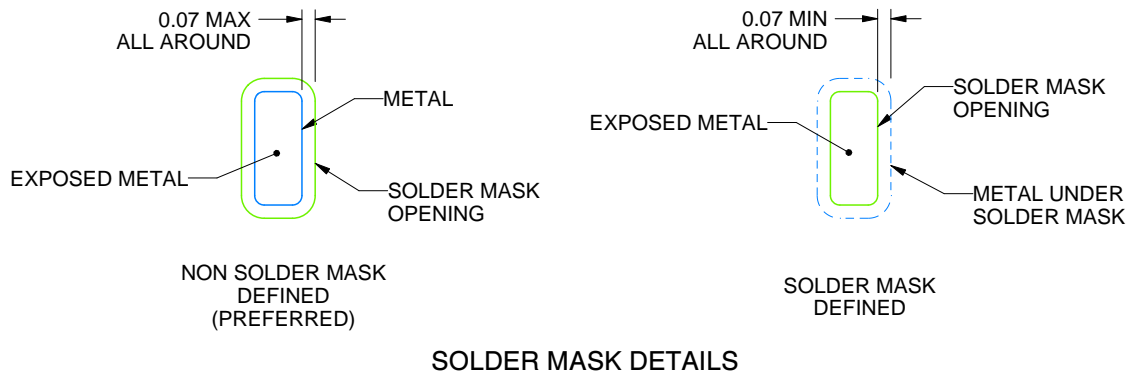 0.07 MAX
ALL AROUND
METAL
EXPOSED METAL
SOLDER MASK
OPENING
NON SOLDER MASK
DEFINED
(PREFERRED)
0.07 MIN
ALL AROUND
SOLDER MASK
OPENING
EXPOSED METAL
METAL UNDER
SOLDER MASK
SOLDER MASK
DEFINED
SOLDER MASK DETAILS